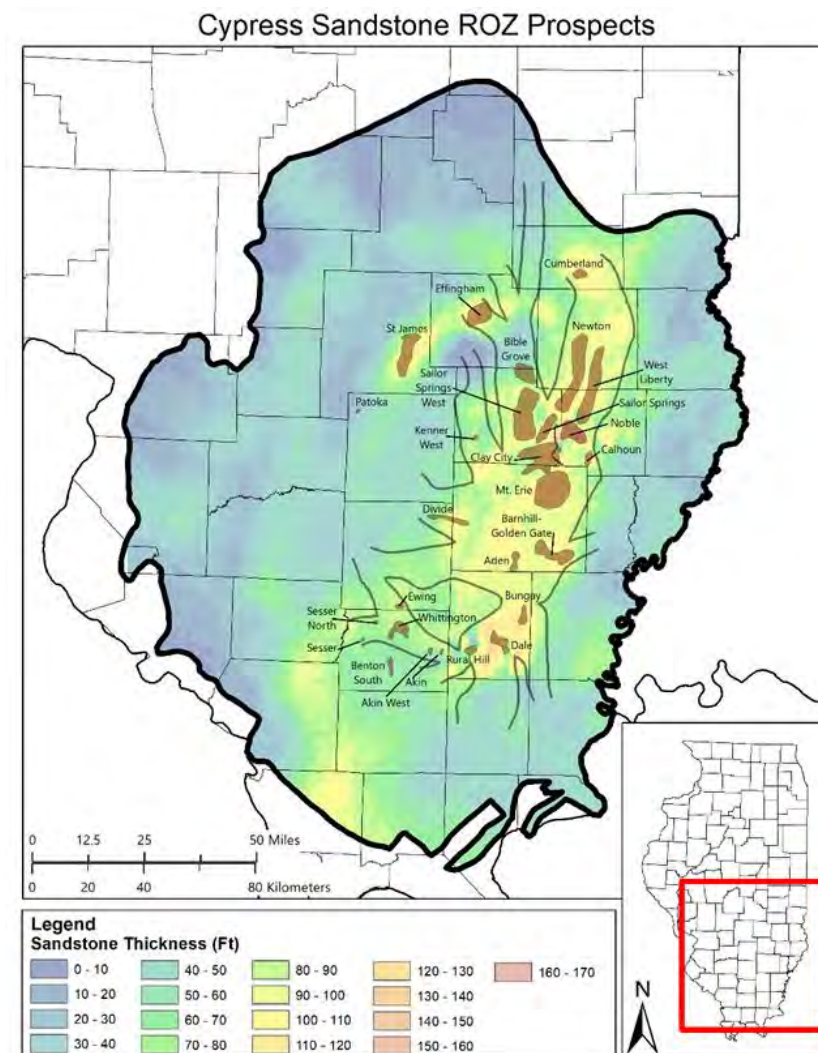 Cypress Sandstone ROZ Prospects
Cumberland
Effingham
St James
Newton
Bible
Grove
West
Liberty
Sailor
Springs
West
Sailor Springs
Patoka
Noble
Kenner
West
Calhoun
Clay City
Mt. Erie
Divide
Barnhill-
Golden Gate
Aden
Ewing
Bungay
Sesser
North
Whittington
Sesser
Rural Hill
Dale
Benton
South
Akin
Akin West
0 12.5 25 50 Miles
0 20 40 80 Kilometers
N
Legend
Sandstone Thickness (Ft)
0 - 10
10 - 20
20 - 30
30 - 40
40 - 50
50 - 60
60 - 70
70 - 80
80 - 90
90 - 100
100 - 110
110 - 120
120 - 130
130 - 140
140 - 150
150 - 160
160 - 170